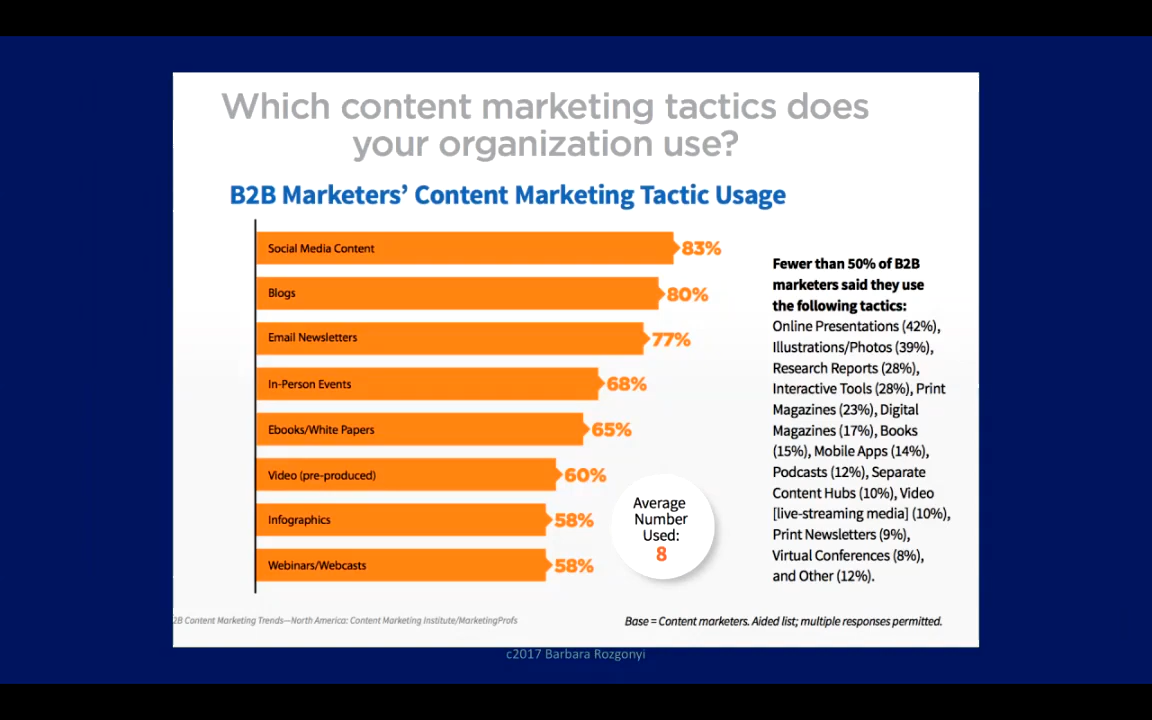 Which content marketing tactics does
your organization use?
B2B Marketers’ Content Marketing Tactic Usage
Social Media Content 83%
Blogs 80%
Email Newsletters 77%
In-Person Events 68%
Ebooks/White Papers 65%
Video (pre-produced) 60%
Infographics 58%
Webinars/Webcasts 58%
Average
Number
Used:
8
Fewer than 50% of B2B
marketers said they use
the following tactics:
Online Presentations (42%),
Illustrations/Photos (39%),
Research Reports (28%),
Interactive Tools (28%), Print
Magazines (23%), Digital
Magazines (17%), Books
(15%), Mobile Apps (14%),
Podcasts (12%), Separate
Content Hubs (10%), Video
[live-streaming media] (10%),
Print Newsletters (9%),
Virtual Conferences (8%),
and Other (12%).
2B Content Marketing Trends—North America: Content Marketing Institute/MarketingProfs
Base = Content marketers. Aided list; multiple responses permitted.
c2017 Barbara Rozgonyi